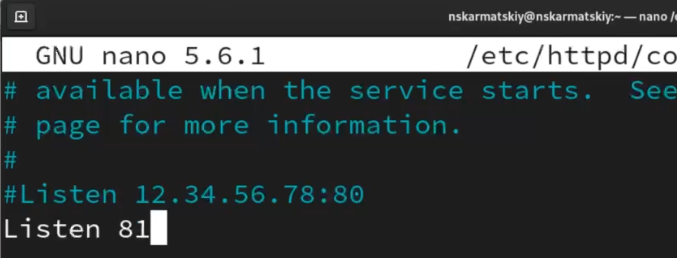 nskarmatskiy@nskarmatskiy:~ — nano /e
GNU nano 5.6.1 /etc/httpd/co
# available when the service starts.  See
# page for more information.
#
#Listen 12.34.56.78:80
Listen 81